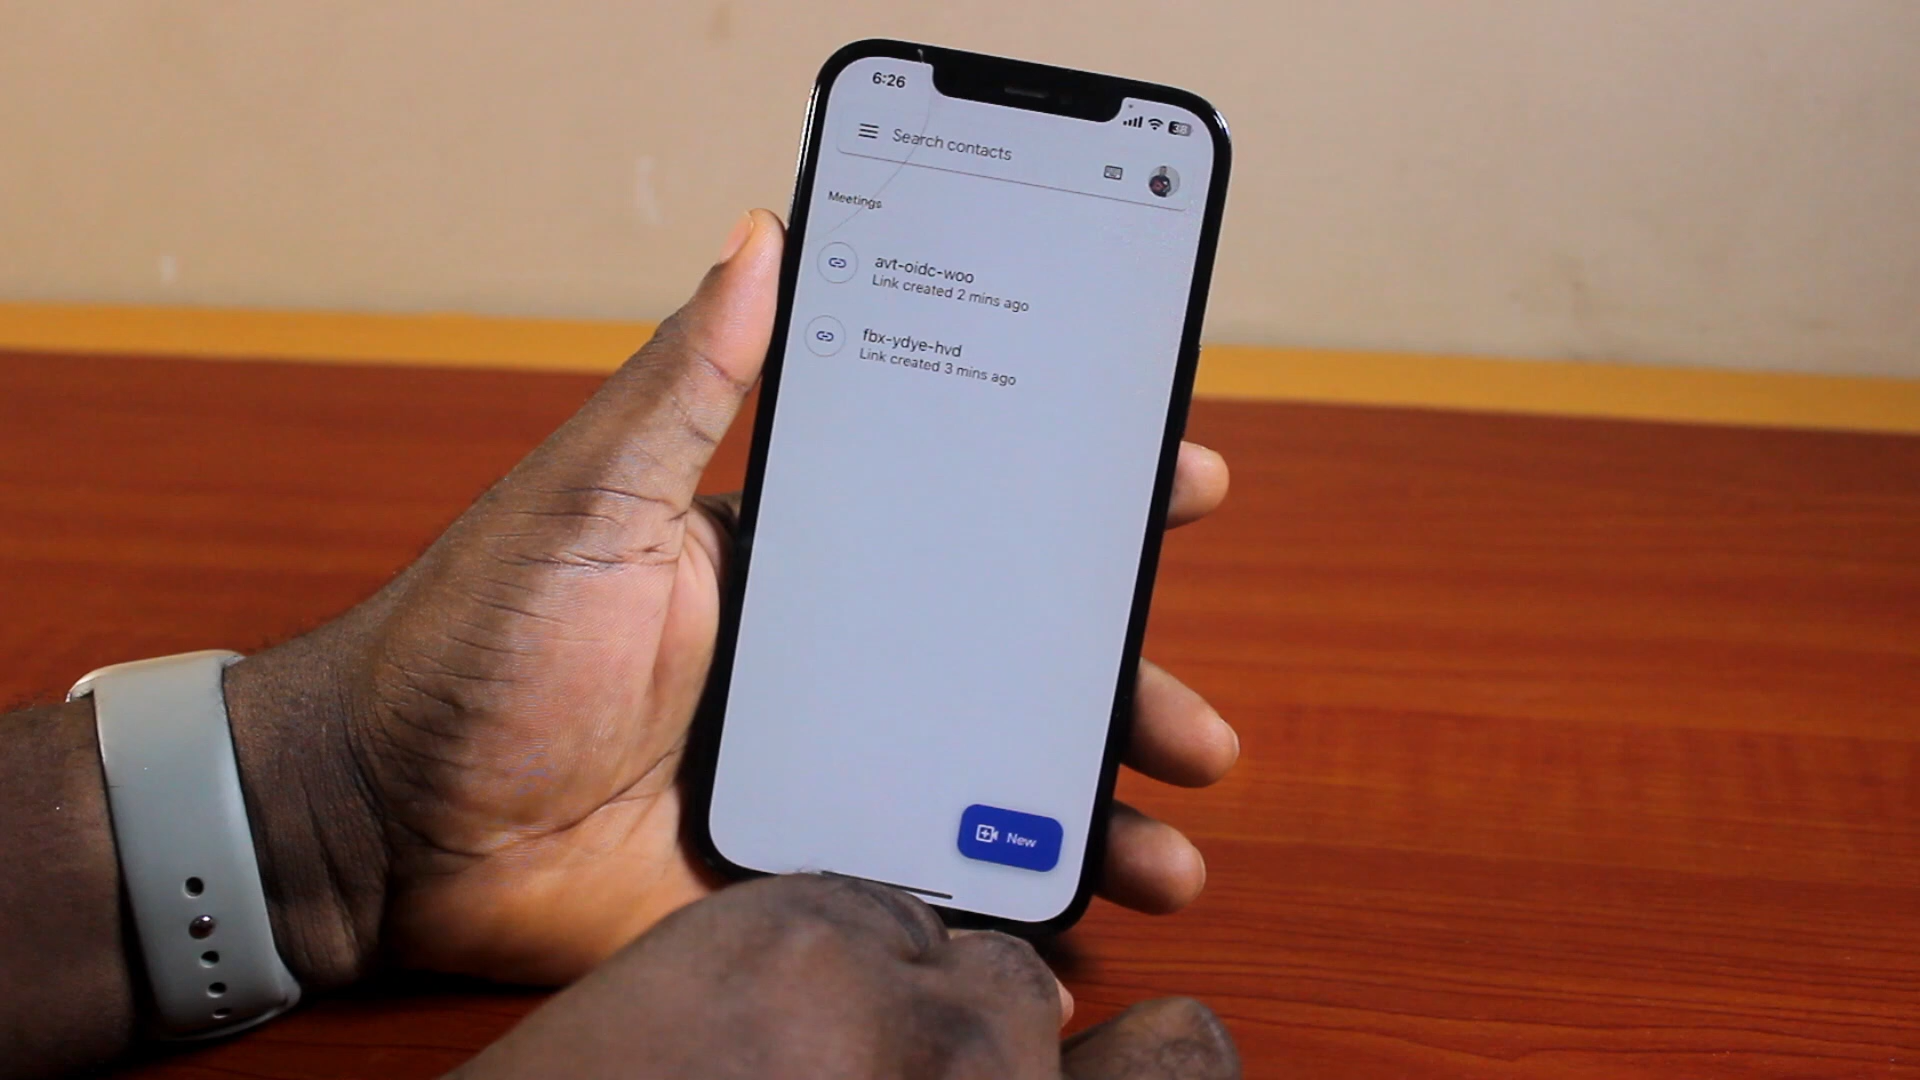 6:26
38
Search contacts
Meetings
avt-oidc-woo
Link created 2 mins ago
fbx-ydye-hvd
Link created 3 mins ago
New